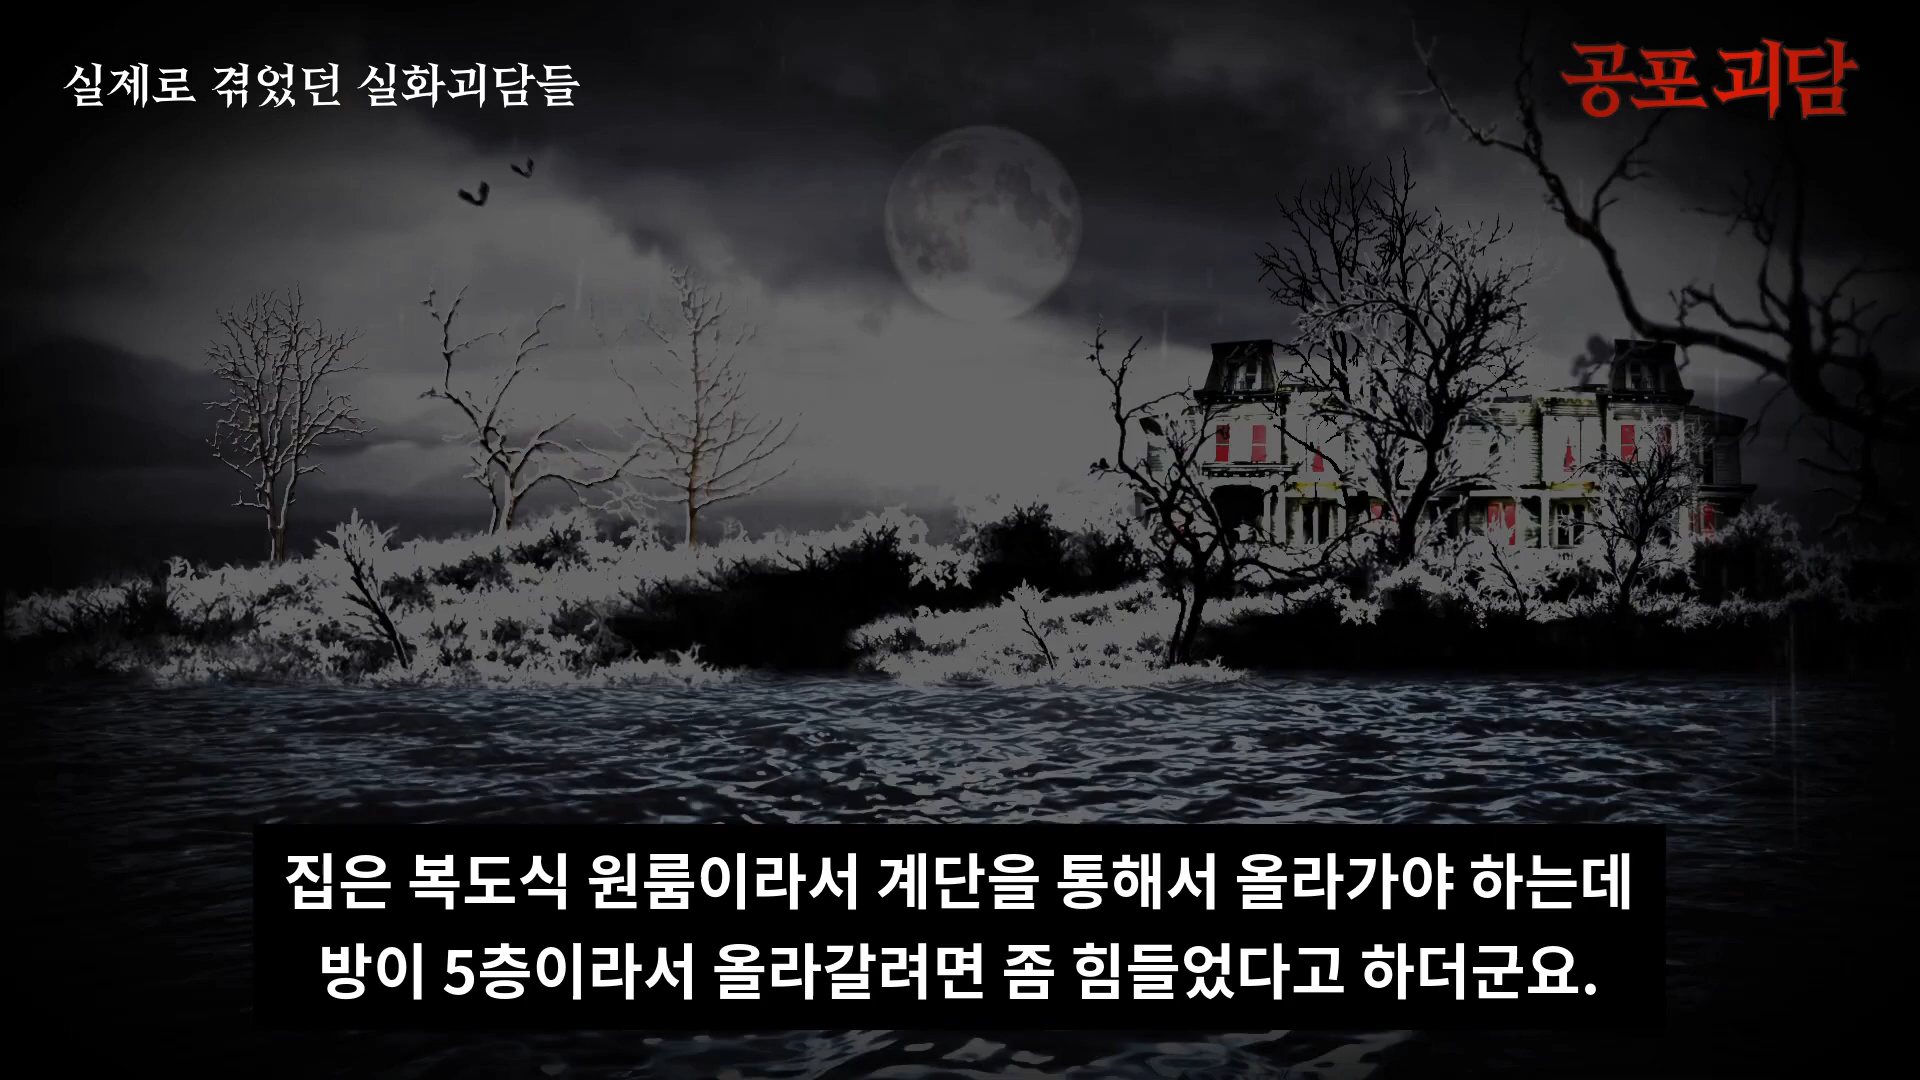 실제로 겪었던 실화괴담들
공포괴담
집은 복도식 원룸이라서 계단을 통해서 올라가야 하는데
방이 5층이라서 올라갈려면 좀 힘들었다고 하더군요.